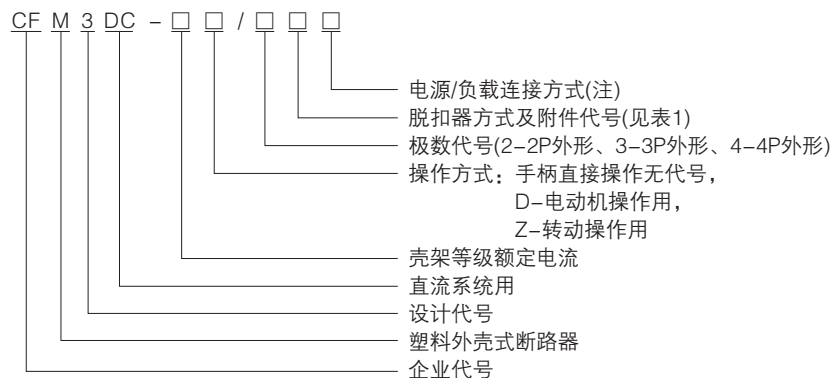 CF M 3 DC – □ □ / □ □ □
电源/负载连接方式(注)
脱扣器方式及附件代号(见表1)
极数代号(2–2P外形、3–3P外形、4–4P外形)
操作方式：手柄直接操作无代号，
D–电动机操作用，
Z–转动操作用
壳架等级额定电流
直流系统用
设计代号
塑料外壳式断路器
企业代号